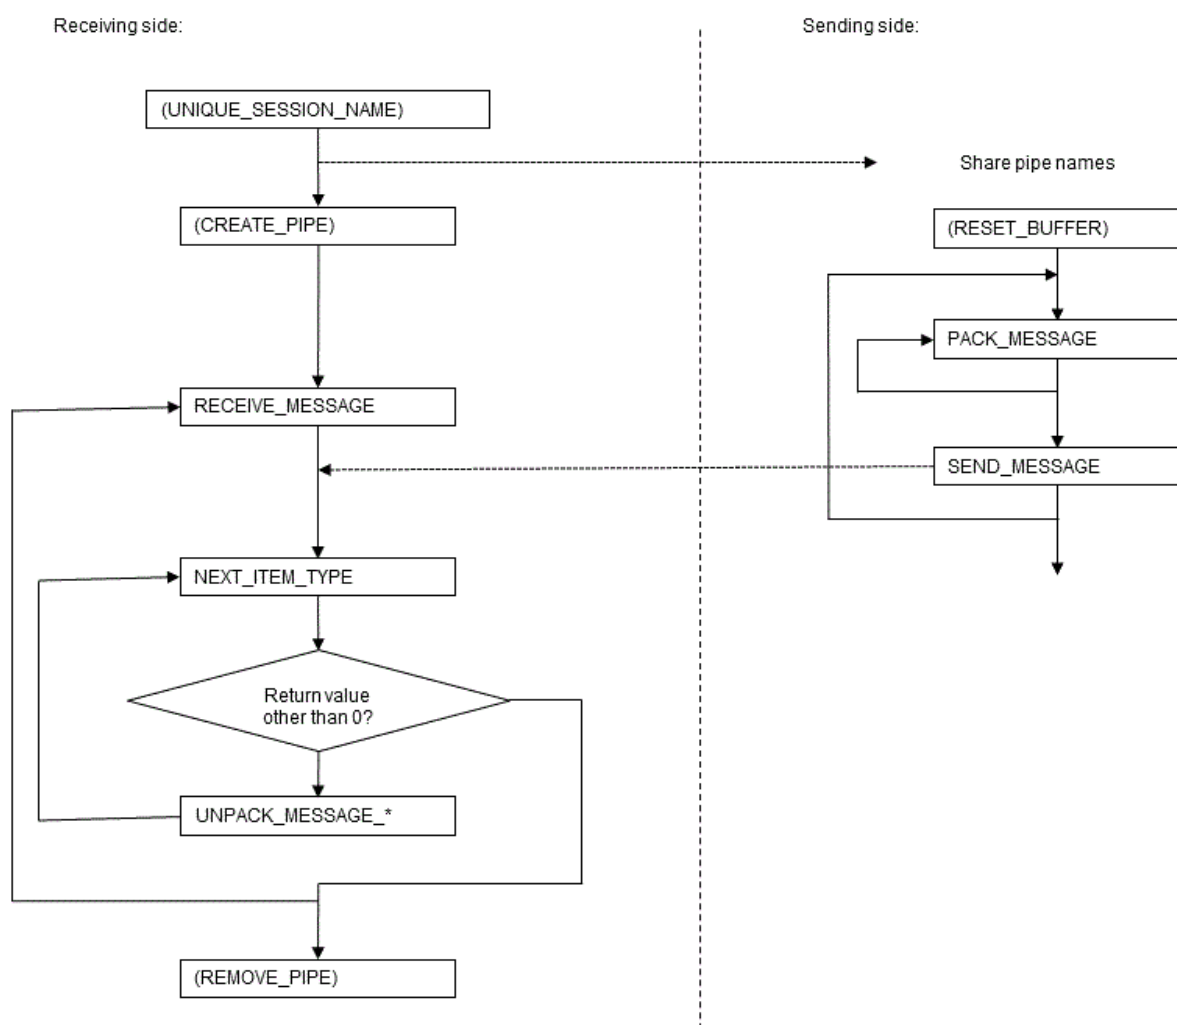 Receiving side:
Sending side:
(UNIQUE_SESSION_NAME)
Share pipe names
(CREATE_PIPE)
(RESET_BUFFER)
PACK_MESSAGE
RECEIVE_MESSAGE
SEND_MESSAGE
NEXT_ITEM_TYPE
Return value
other than 0?
UNPACK_MESSAGE_*
(REMOVE_PIPE)